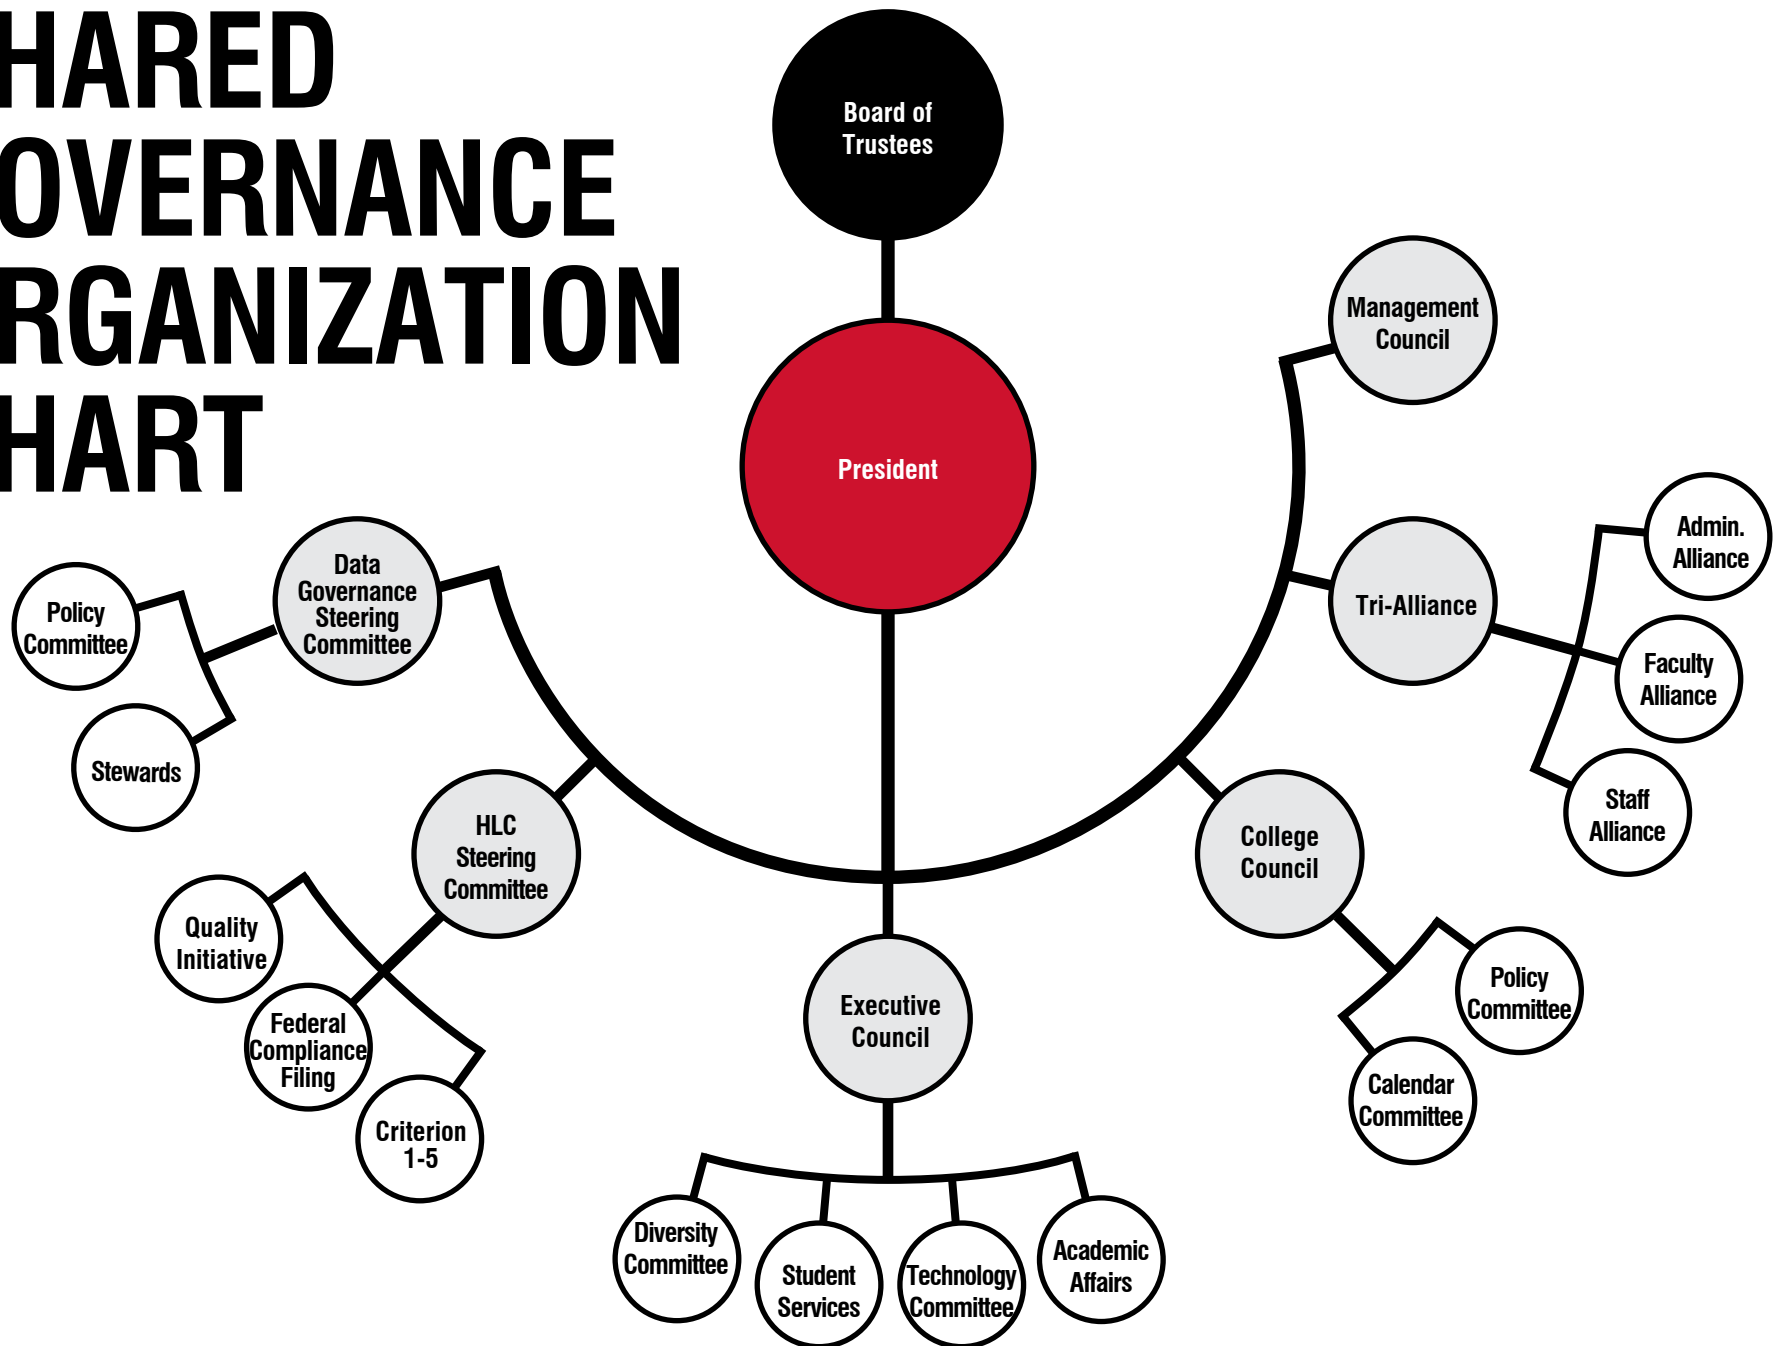 HARED
OVERNANCE
RGANIZATION
HART
Board of
Trustees
President
Management
Council
Tri-Alliance
Admin.
Alliance
Faculty
Alliance
Staff
Alliance
Data
Governance
Steering
Committee
Policy
Committee
Stewards
HLC
Steering
Committee
Quality
Initiative
Federal
Compliance
Filing
Criterion
1-5
College
Council
Policy
Committee
Calendar
Committee
Executive
Council
Diversity
Committee
Student
Services
Technology
Committee
Academic
Affairs